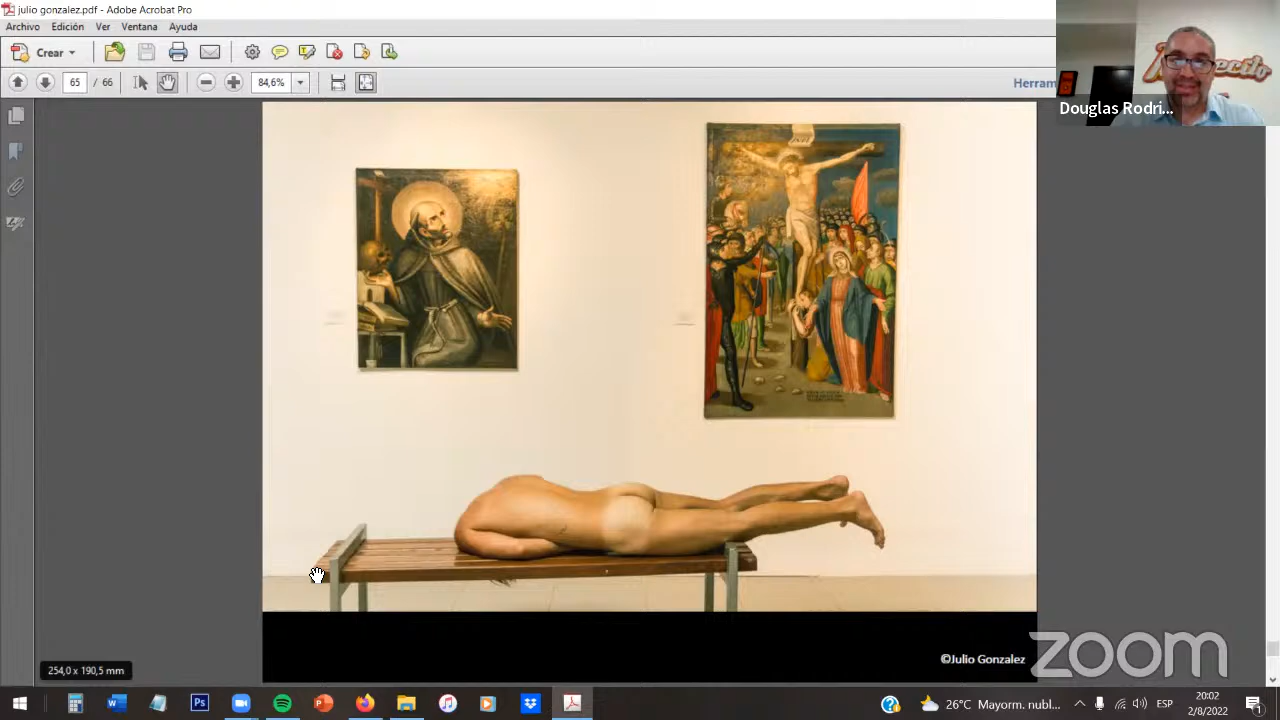 julio gonzalez.pdf - Adobe Acrobat Pro
Archivo Edición Ver Ventana Ayuda
Crear
65 / 66
84,6%
Herram
Douglas Rodri...
©Julio Gonzalez
zoom
254,0 x 190,5 mm
26°C Mayorm. nubl...
ESP
20:02
2/8/2022